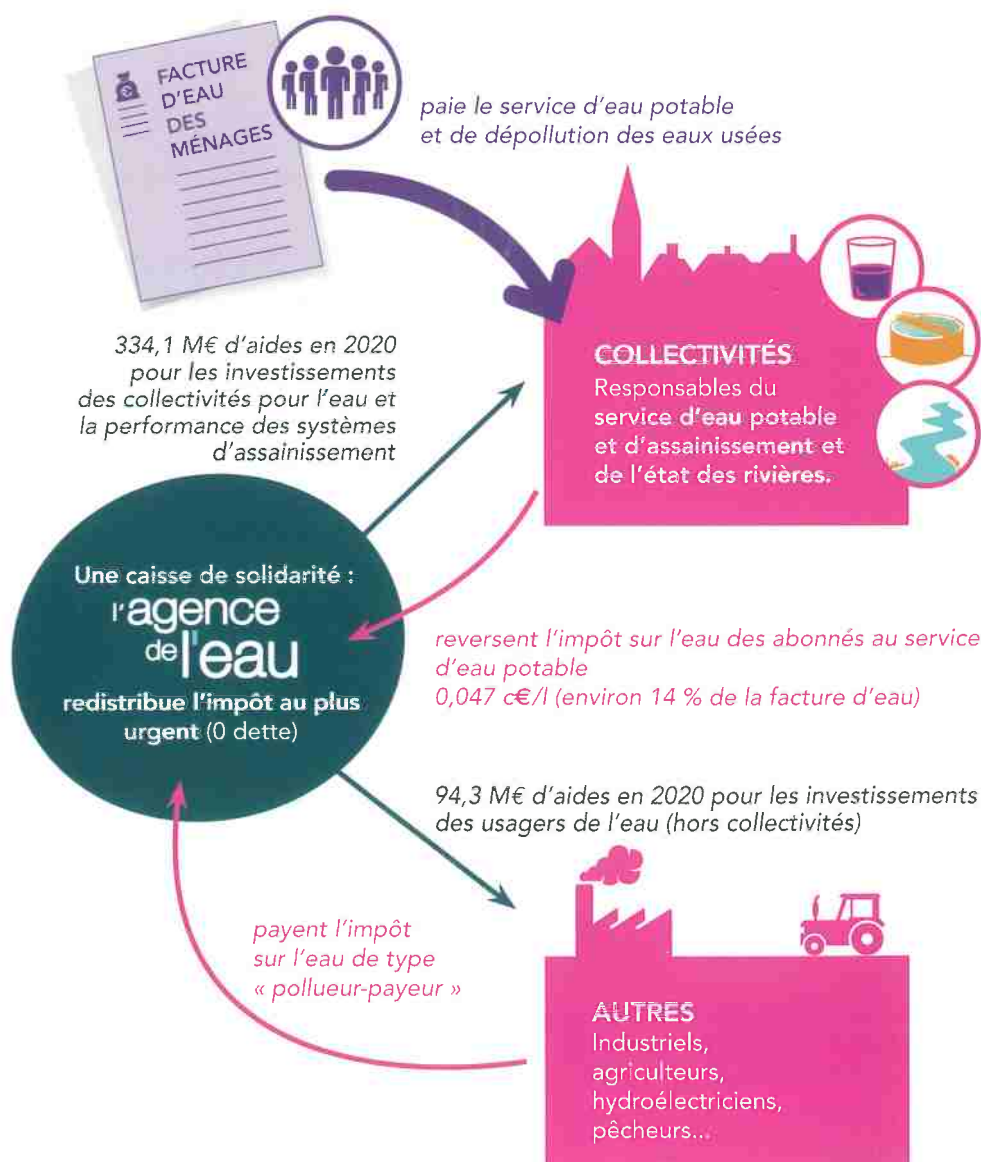 FACTURE
D'EAU
DES
MÉNAGES
paie le service d'eau potable
et de dépollution des eaux usées
334,1 M€ d'aides en 2020
pour les investissements
des collectivités pour l'eau et
la performance des systèmes
d'assainissement
COLLECTIVITÉS
Responsables du
service d'eau potable
et d'assainissement et
de l'état des rivières.
Une caisse de solidarité :
l'agence
de l'eau
redistribue l'impôt au plus
urgent (0 dette)
reversent l'impôt sur l'eau des abonnés au service
d'eau potable
0,047 c€/l (environ 14 % de la facture d'eau)
94,3 M€ d'aides en 2020 pour les investissements
des usagers de l'eau (hors collectivités)
payent l'impôt
sur l'eau de type
« pollueur-payeur »
AUTRES
Industriels,
agriculteurs,
hydroélectriciens,
pêcheurs...